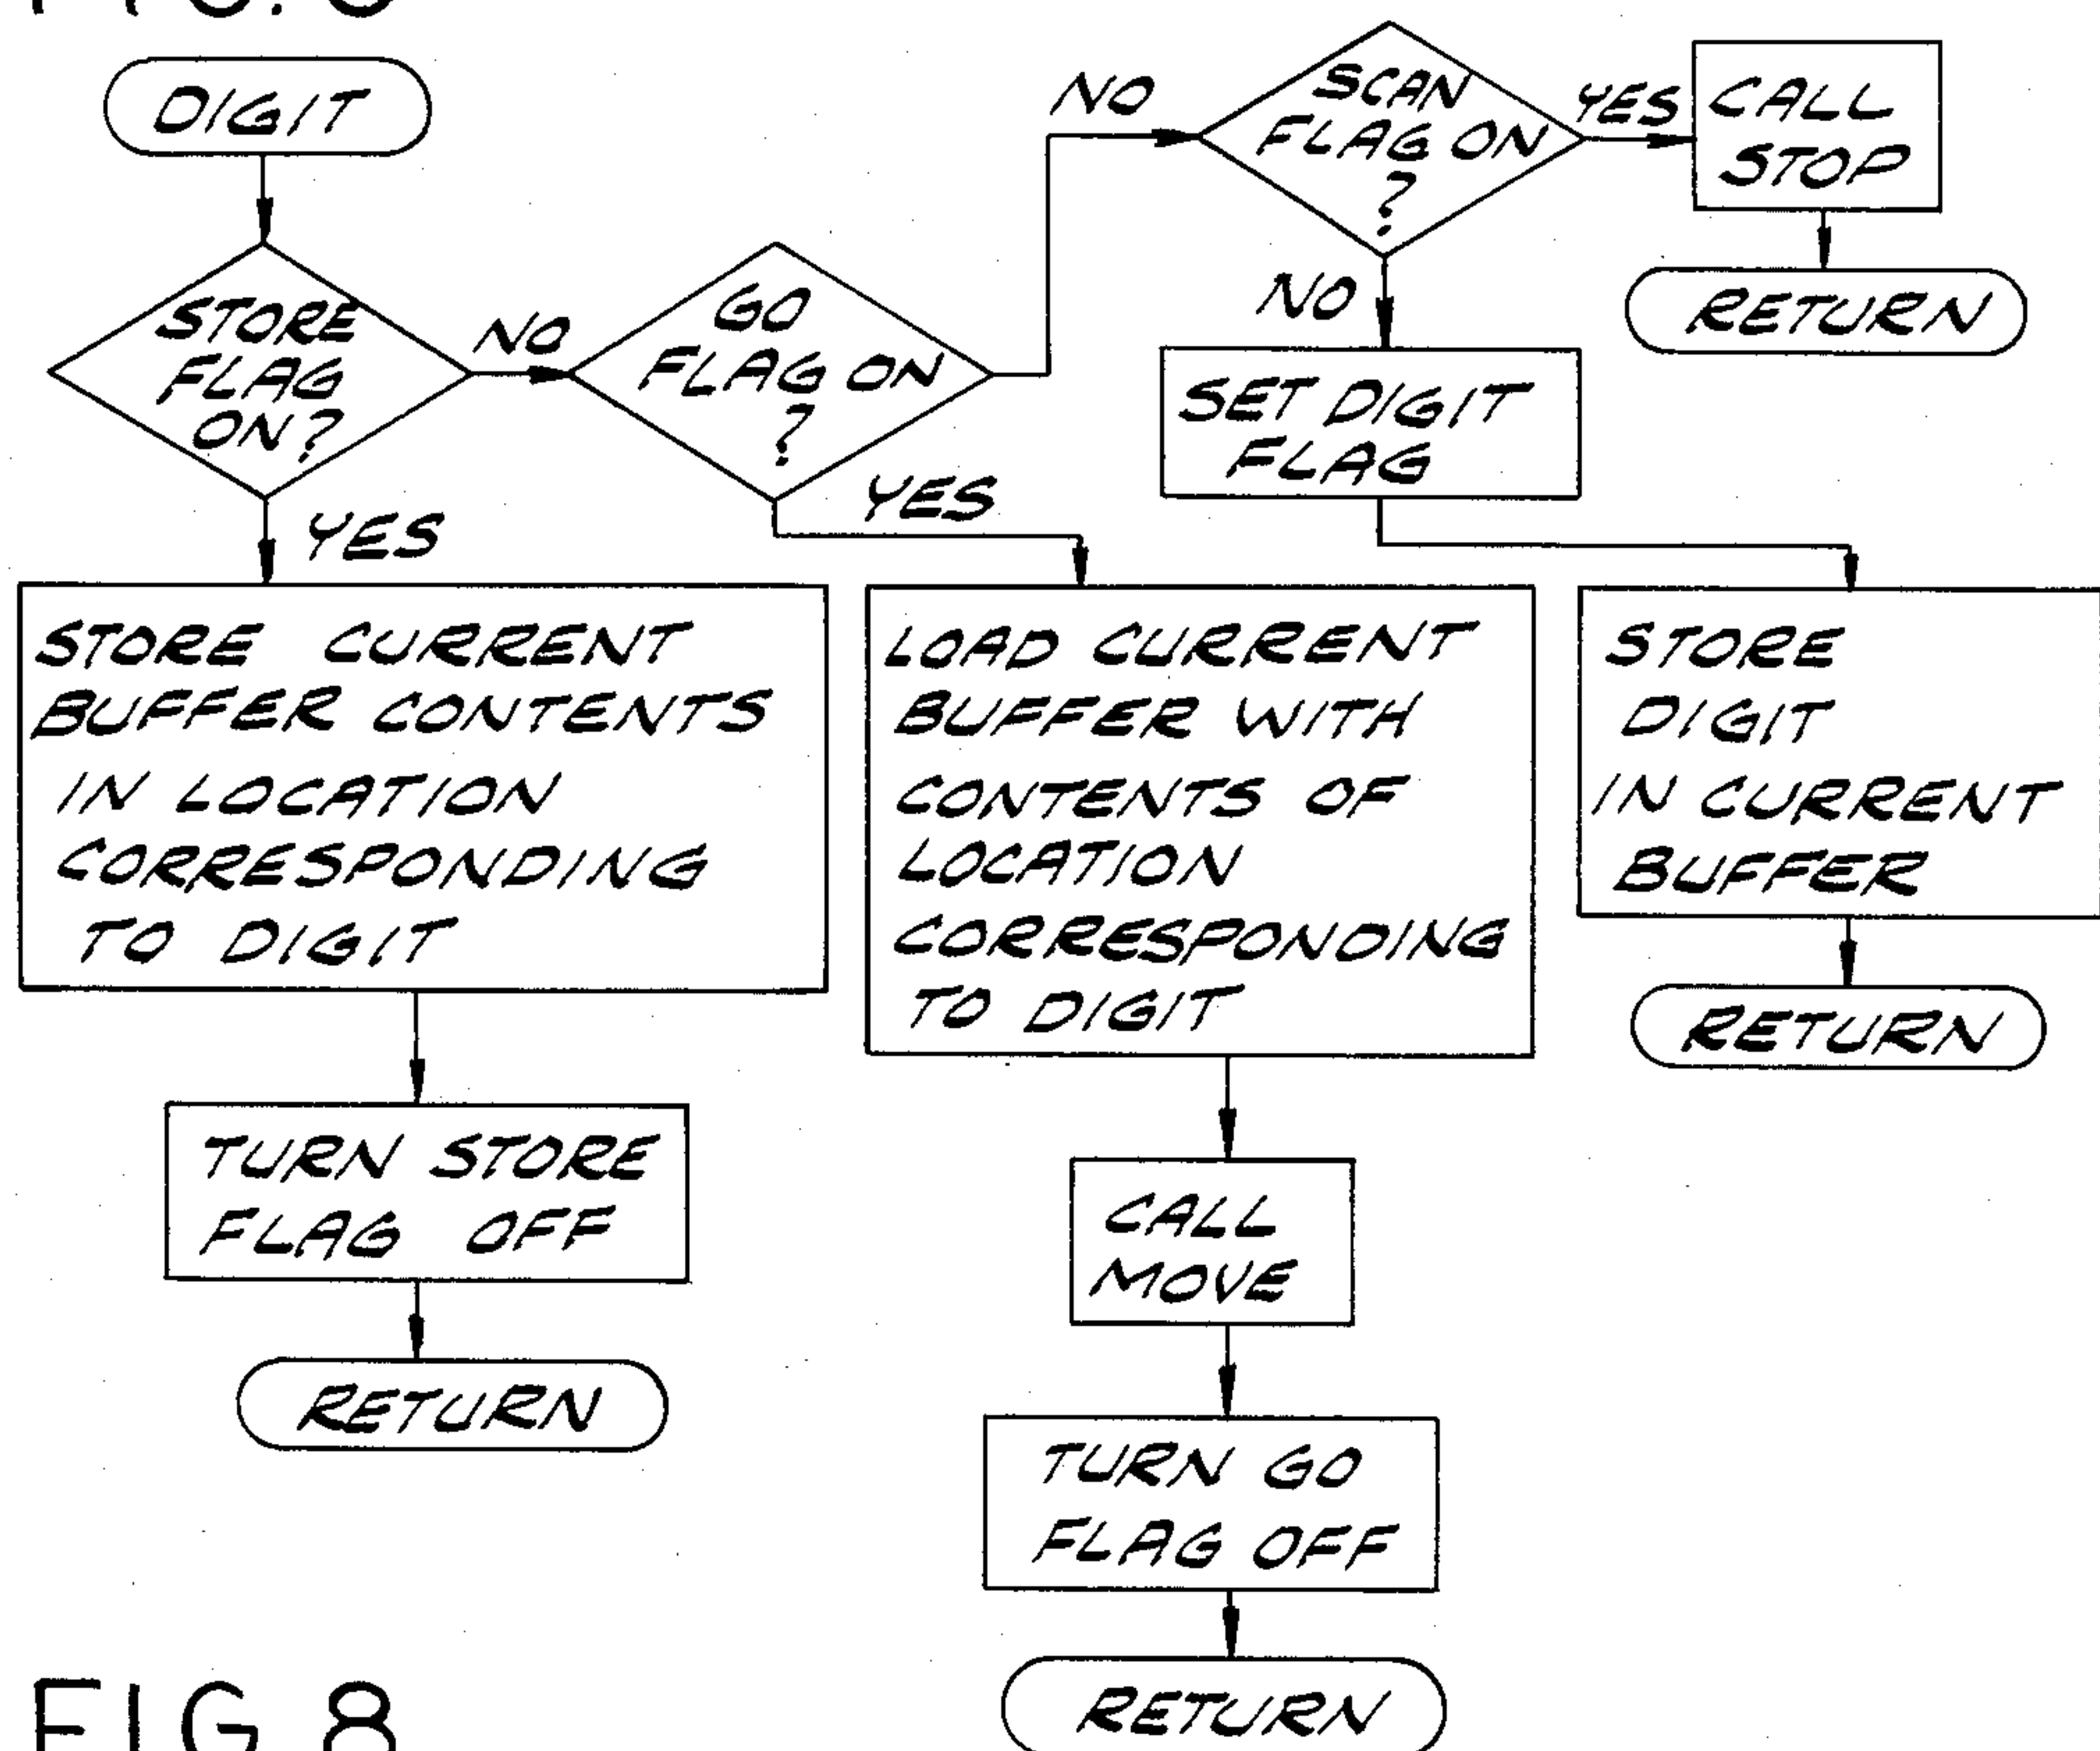 DIGIT
STORE
FLAG
ON?
NO
GO
FLAG ON
?
NO
SCAN
FLAG ON
?
YES
CALL
STOP
RETURN
NO
SET DIGIT
FLAG
YES
YES
STORE CURRENT
BUFFER CONTENTS
IN LOCATION
CORRESPONDING
TO DIGIT
LOAD CURRENT
BUFFER WITH
CONTENTS OF
LOCATION
CORRESPONDING
TO DIGIT
STORE
DIGIT
IN CURRENT
BUFFER
RETURN
TURN STORE
FLAG OFF
RETURN
CALL
MOVE
TURN GO
FLAG OFF
RETURN
FIG. 8